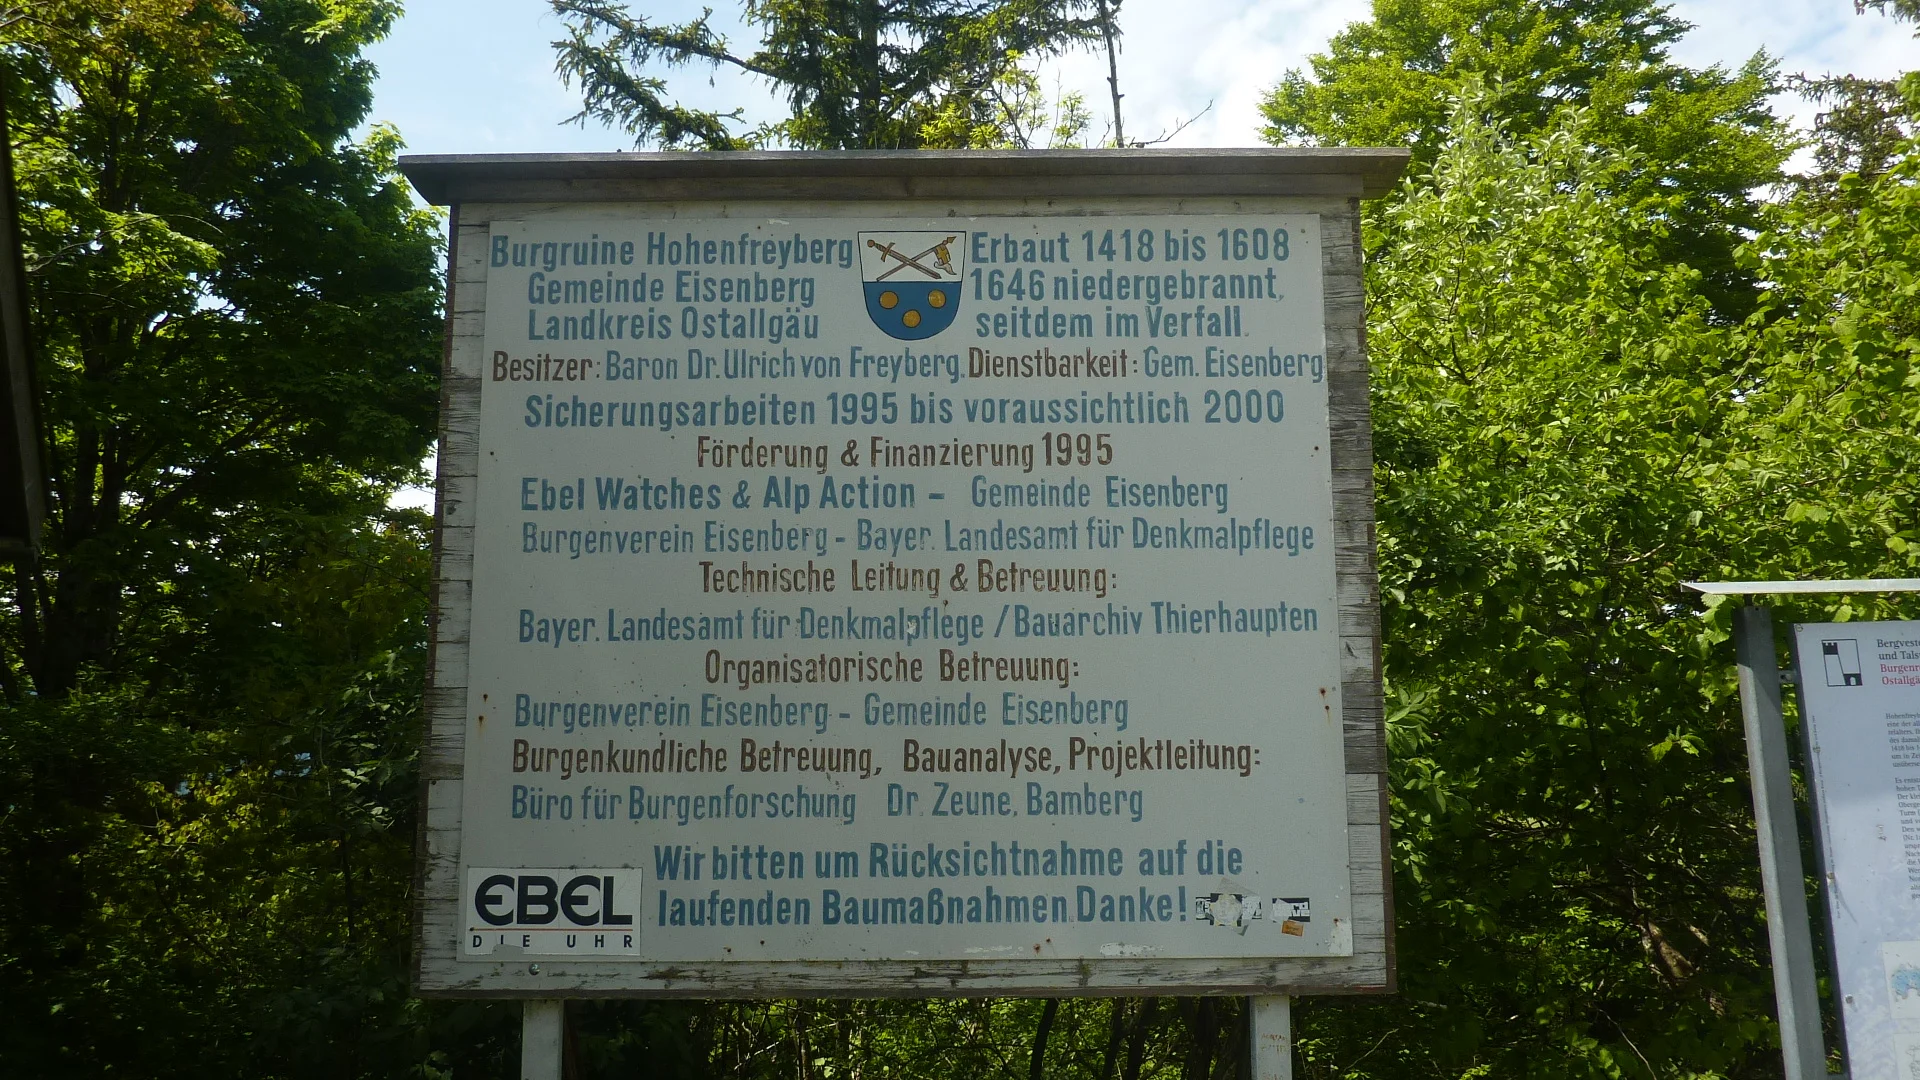 Burgruine Hohenfreyberg
Gemeinde Eisenberg
Landkreis Ostallgäu
Erbaut 1418 bis 1608
1646 niedergebrannt,
seitdem im Verfall.
Besitzer: Baron Dr. Ulrich von Freyberg. Dienstbarkeit: Gem. Eisenberg
Sicherungsarbeiten 1995 bis voraussichtlich 2000
Förderung & Finanzierung 1995
Ebel Watches & Alp Action - Gemeinde Eisenberg
Burgenverein Eisenberg - Bayer. Landesamt für Denkmalpflege
Technische Leitung & Betreuung:
Bayer. Landesamt für Denkmalpflege / Bauarchiv Thierhaupten
Organisatorische Betreuung:
Burgenverein Eisenberg - Gemeinde Eisenberg
Burgenkundliche Betreuung, Bauanalyse, Projektleitung:
Büro für Burgenforschung Dr. Zeune, Bamberg
Wir bitten um Rücksichtnahme auf die
laufenden Baumaßnahmen Danke!
EBEL
DIE UHR
und